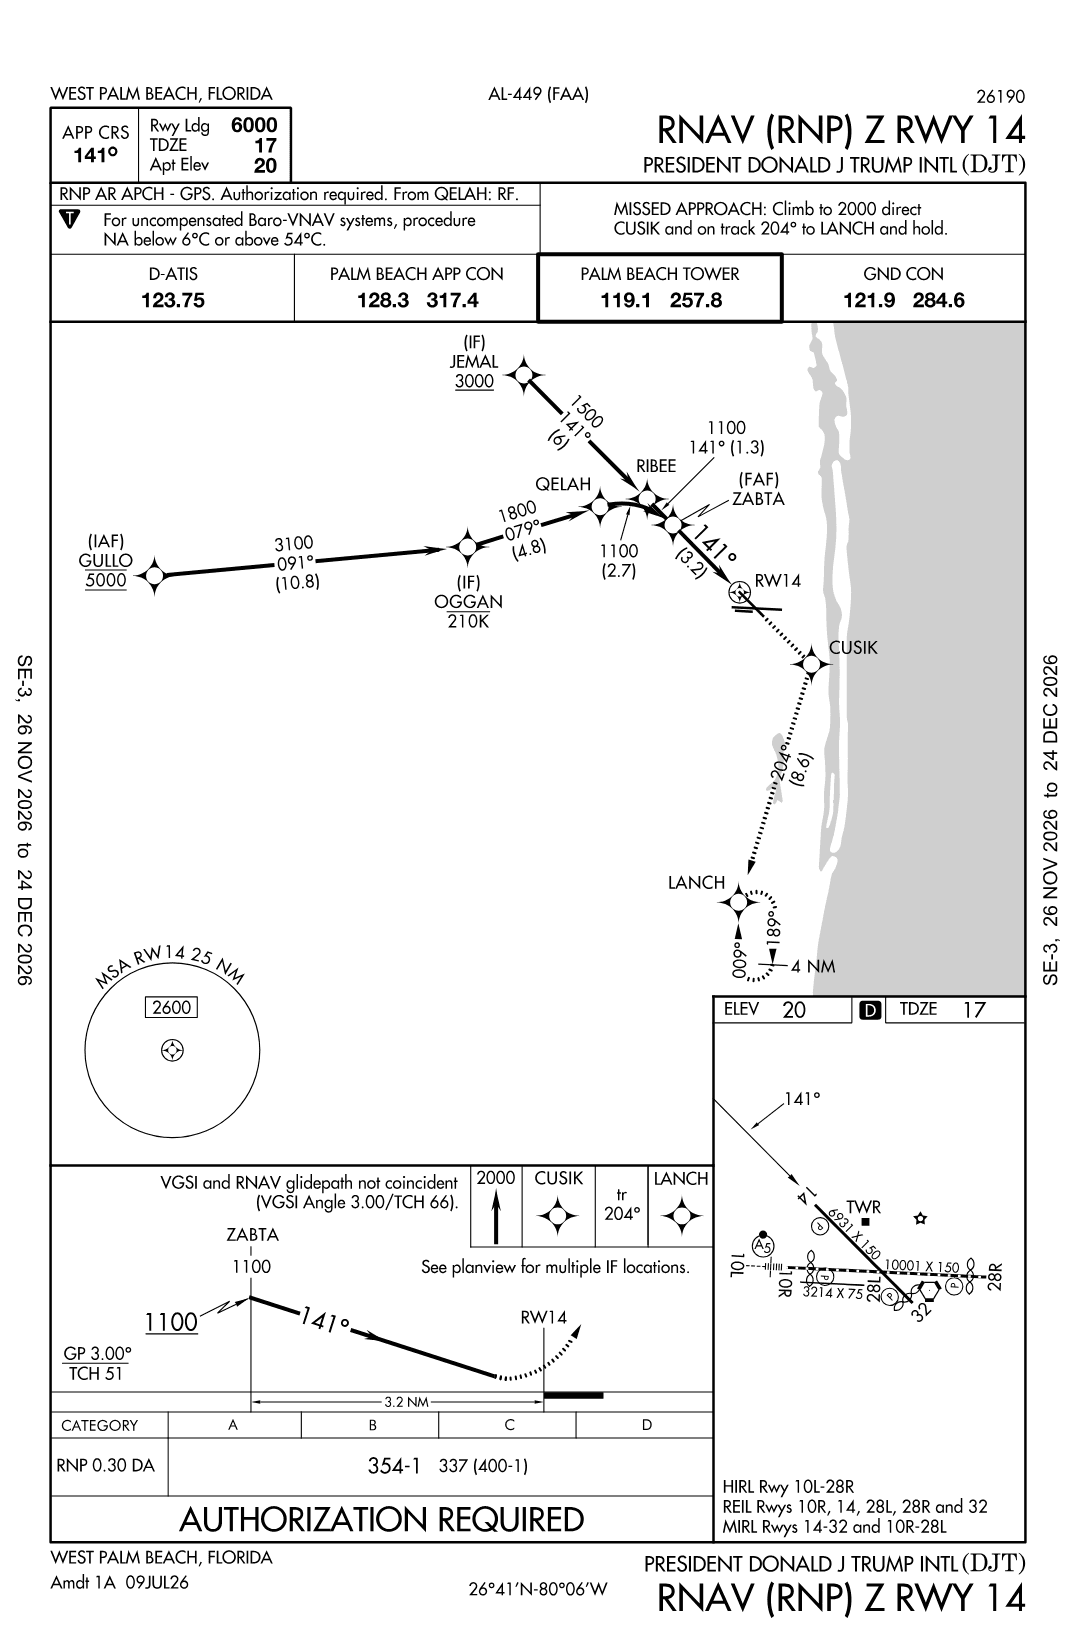 WEST PALM BEACH, FLORIDA
AL-449 (FAA)
26190
APP CRS
141°
Rwy Ldg 6000
TDZE 17
Apt Elev 20
RNAV (RNP) Z RWY 14
PRESIDENT DONALD J TRUMP INTL (DJT)
RNP AR APCH - GPS. Authorization required. From QELAH: RF.
T
For uncompensated Baro-VNAV systems, procedure
NA below 6°C or above 54°C.
MISSED APPROACH: Climb to 2000 direct
CUSIK and on track 204° to LANCH and hold.
D-ATIS
123.75
PALM BEACH APP CON
128.3 317.4
PALM BEACH TOWER
119.1 257.8
GND CON
121.9 284.6
(IF)
JEMAL
3000
1500
141°
(6)
1100
141° (1.3)
RIBEE
QELAH
(FAF)
ZABTA
1800
079°
(4.8)
(IAF)
GULLO
5000
3100
091°
(10.8)
1100
(2.7)
141°
(3.2)
(IF)
OGGAN
210K
RW14
CUSIK
204°
(8.6)
LANCH
189°
009°
4 NM
SE-3, 26 NOV 2026 to 24 DEC 2026
SE-3, 26 NOV 2026 to 24 DEC 2026
MSA RW14 25 NM
2600
ELEV 20
D
TDZE 17
141°
14
TWR
6931 X 150
P
A5
10L
10R
P
3214 X 75
28L
10001 X 150
P
P
28R
32
HIRL Rwy 10L-28R
REIL Rwys 10R, 14, 28L, 28R and 32
MIRL Rwys 14-32 and 10R-28L
VGSI and RNAV glidepath not coincident
(VGSI Angle 3.00/TCH 66).
2000
CUSIK
tr
204°
LANCH
ZABTA
1100
See planview for multiple IF locations.
1100
141°
RW14
GP 3.00°
TCH 51
3.2 NM
CATEGORY A B C D
RNP 0.30 DA 354-1 337 (400-1)
AUTHORIZATION REQUIRED
WEST PALM BEACH, FLORIDA
Amdt 1A 09JUL26
26°41'N-80°06'W
PRESIDENT DONALD J TRUMP INTL (DJT)
RNAV (RNP) Z RWY 14